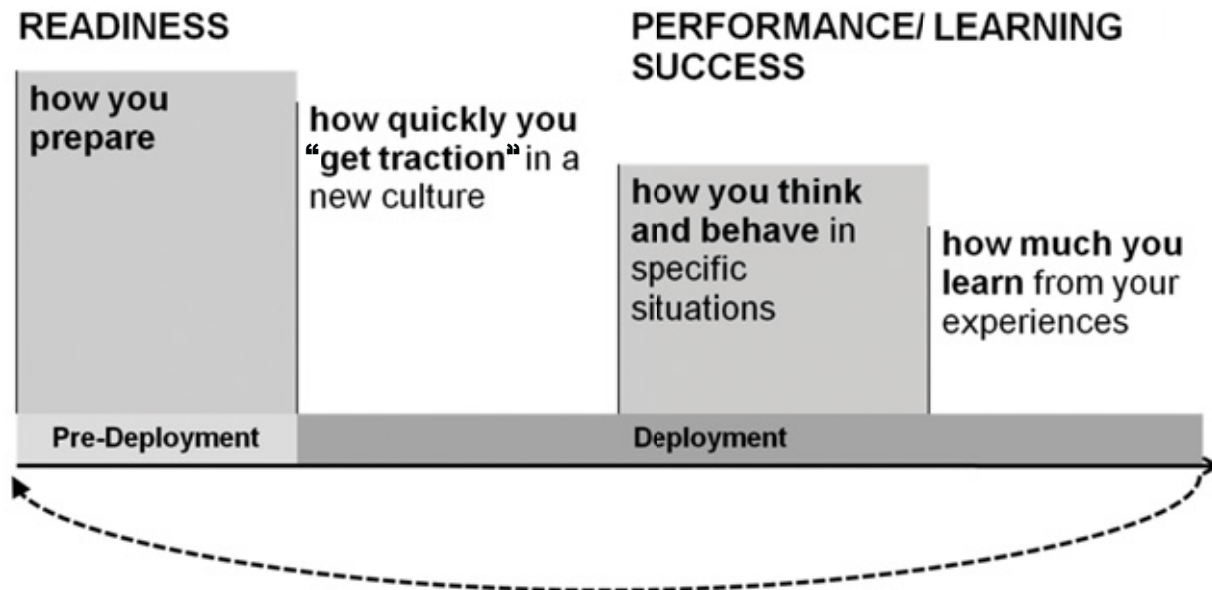 READINESS
how you
prepare
how quickly you
“get traction” in a
new culture
PERFORMANCE/ LEARNING
SUCCESS
how you think
and behave in
specific
situations
how much you
learn from your
experiences
Pre-Deployment
Deployment